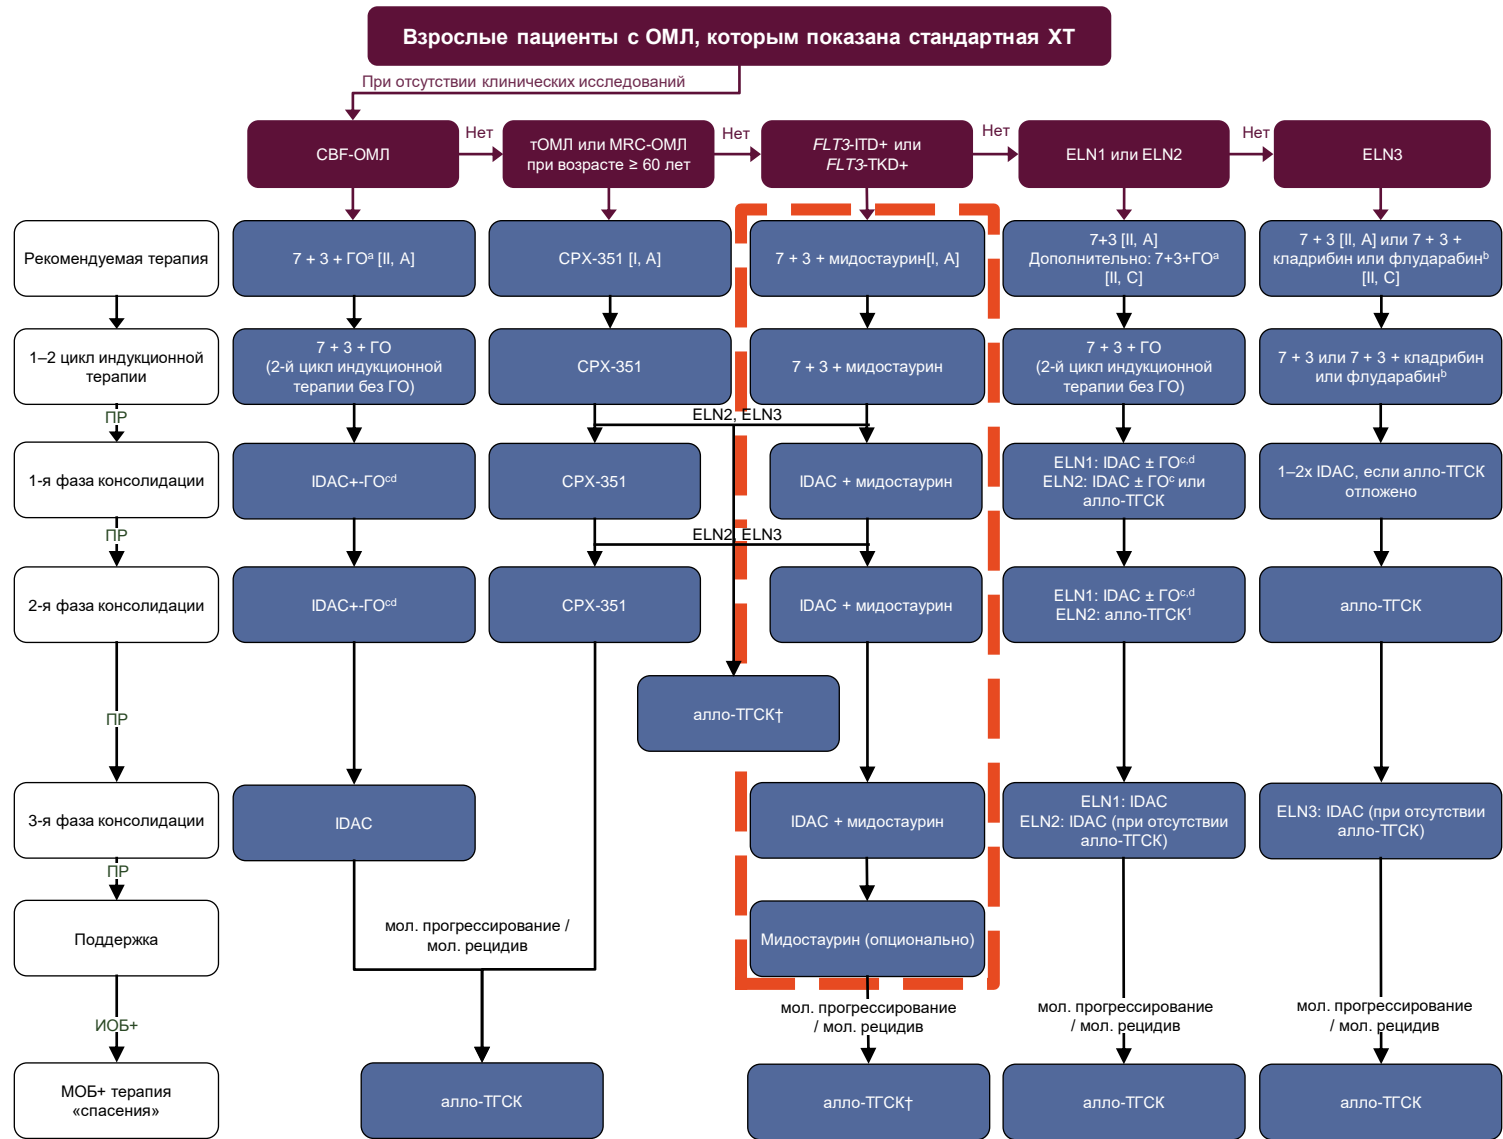 Взрослые пациенты с ОМЛ, которым показана стандартная ХТ
При отсутствии клинических исследований
CBF-ОМЛ
Нет
тОМЛ или MRC-ОМЛ
при возрасте ≥ 60 лет
Нет
FLT3-ITD+ или
FLT3-TKD+
Нет
ELN1 или ELN2
Нет
ELN3
Рекомендуемая терапия
7 + 3 + ГОᵃ [II, A]
CPX-351 [I, A]
7 + 3 + мидостаурин[I, A]
7+3 [II, A]
Дополнительно: 7+3+ГОᵃ
[II, C]
7 + 3 [II, A] или 7 + 3 +
кладрибин или флударабинᵇ
[II, C]
1–2 цикл индукционной
терапии
7 + 3 + ГО
(2-й цикл индукционной
терапии без ГО)
CPX-351
7 + 3 + мидостаурин
7 + 3 + ГО
(2-й цикл индукционной
терапии без ГО)
7 + 3 или 7 + 3 + кладрибин
или флударабинᵇ
ПР
ELN2, ELN3
1-я фаза консолидации
IDAC+-ГОᶜᵈ
CPX-351
IDAC + мидостаурин
ELN1: IDAC ± ГОᶜ,ᵈ
ELN2: IDAC ± ГОᶜ или
алло-ТГСК
1–2x IDAC, если алло-ТГСК
отложено
ПР
ELN2, ELN3
2-я фаза консолидации
IDAC+-ГОᶜᵈ
CPX-351
IDAC + мидостаурин
ELN1: IDAC ± ГОᶜ,ᵈ
ELN2: алло-ТГСК¹
алло-ТГСК
ПР
алло-ТГСК†
3-я фаза консолидации
IDAC
IDAC + мидостаурин
ELN1: IDAC
ELN2: IDAC (при отсутствии
алло-ТГСК)
ELN3: IDAC (при отсутствии
алло-ТГСК)
ПР
Поддержка
мол. прогрессирование /
мол. рецидив
Мидостаурин (опционально)
ИОБ+
мол. прогрессирование
/ мол. рецидив
мол. прогрессирование
/ мол. рецидив
мол. прогрессирование
/ мол. рецидив
МОБ+ терапия
«спасения»
алло-ТГСК
алло-ТГСК†
алло-ТГСК
алло-ТГСК